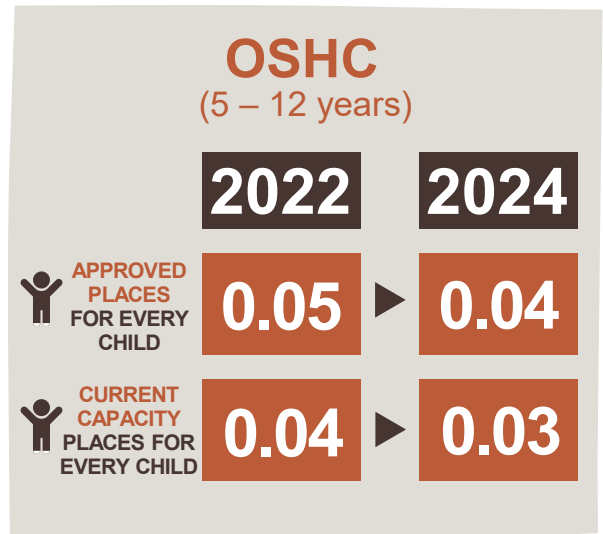 OSHC
(5 – 12 years)
2022
2024
APPROVED
PLACES
FOR EVERY
CHILD
0.05
0.04
CURRENT
CAPACITY
PLACES FOR
EVERY CHILD
0.04
0.03